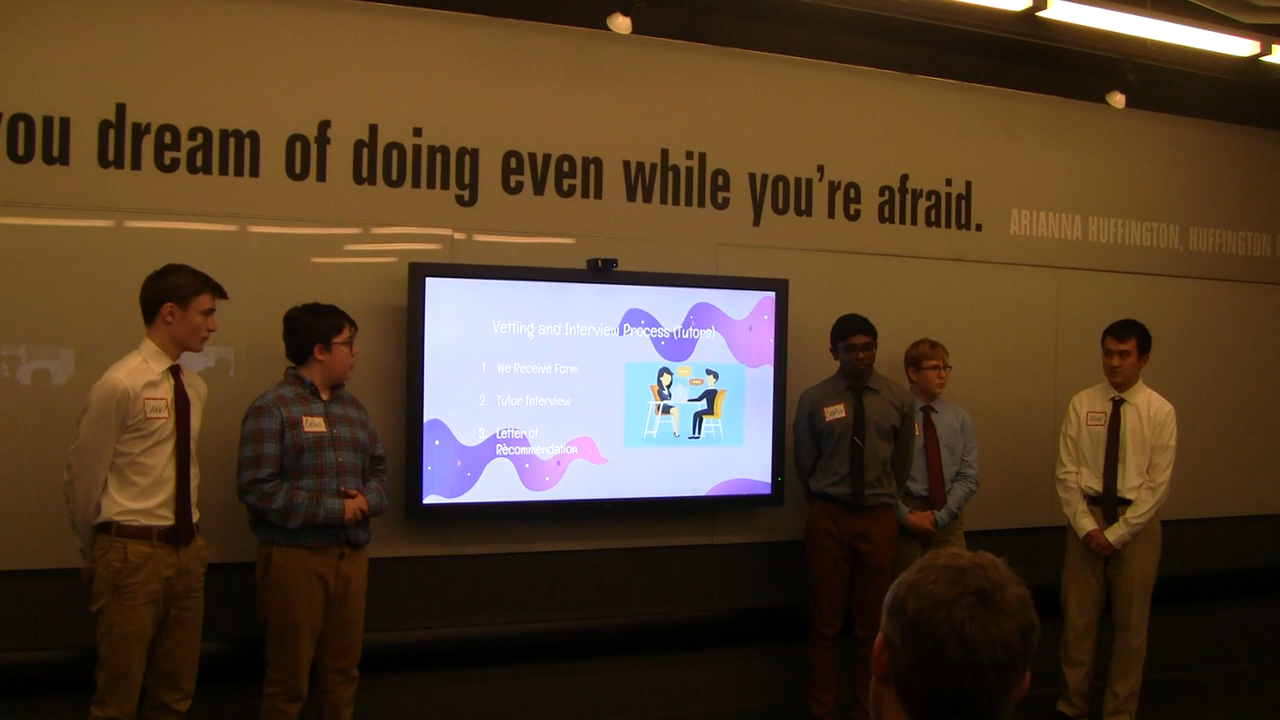 you dream of doing even while you're afraid.
ARIANNA HUFFINGTON, HUFFINGTON
Vetting and Interview Process (Tutors)
1. We Receive Form
2. Tutor Interview
3. Letter of
Recommendation